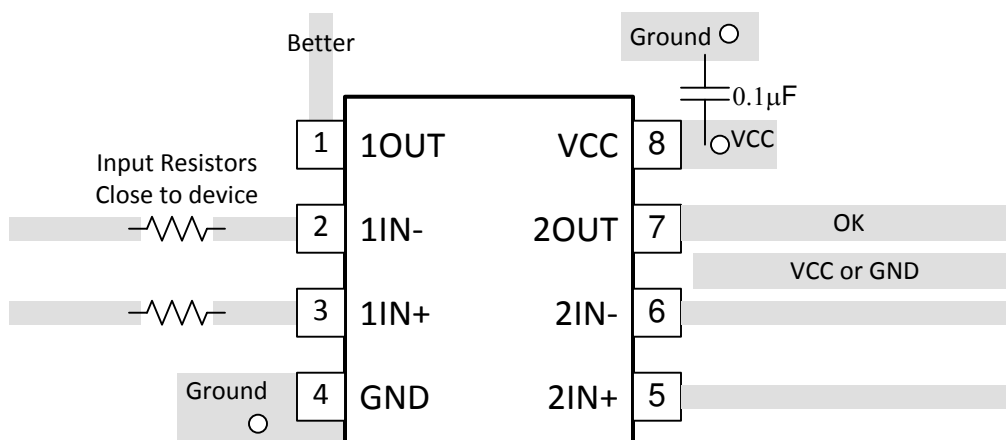 Better
Ground
0.1μF
1 1OUT VCC 8 VCC
Input Resistors
Close to device
2 1IN- 2OUT 7 OK
VCC or GND
3 1IN+ 2IN- 6
Ground
4 GND 2IN+ 5